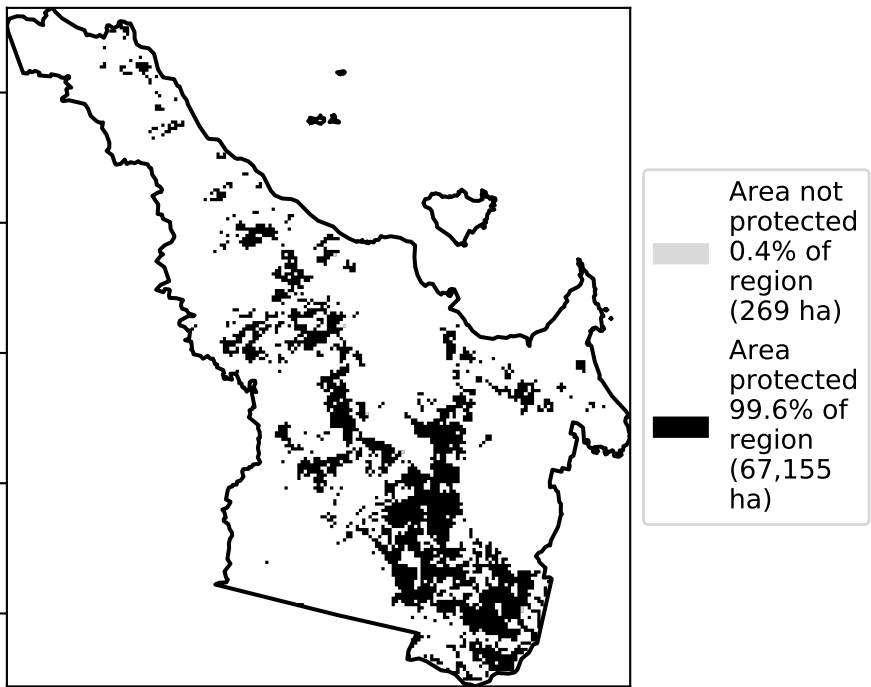 Area not
protected
0.4% of
region
(269 ha)
Area
protected
99.6% of
region
(67,155
ha)